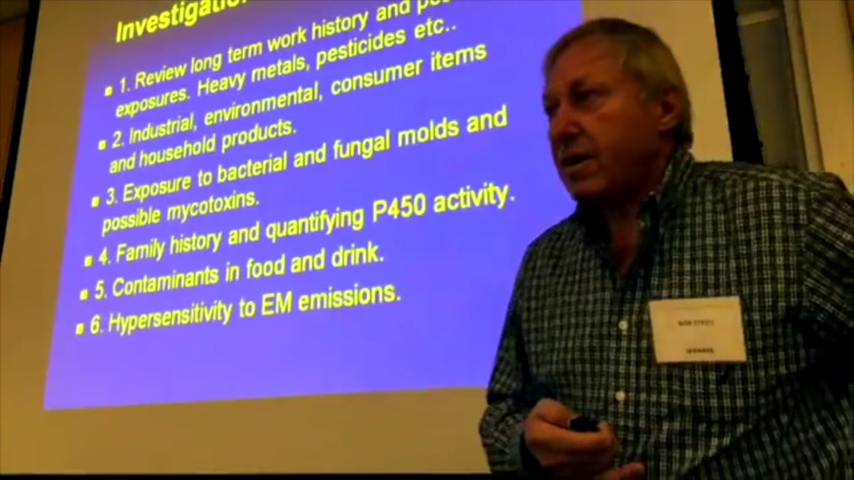 Investigation
1. Review long term work history and
exposures. Heavy metals, pesticides etc..
2. Industrial, environmental, consumer items
and household products.
3. Exposure to bacterial and fungal molds and
possible mycotoxins.
4. Family history and quantifying P450 activity.
5. Contaminants in food and drink.
6. Hypersensitivity to EM emissions.